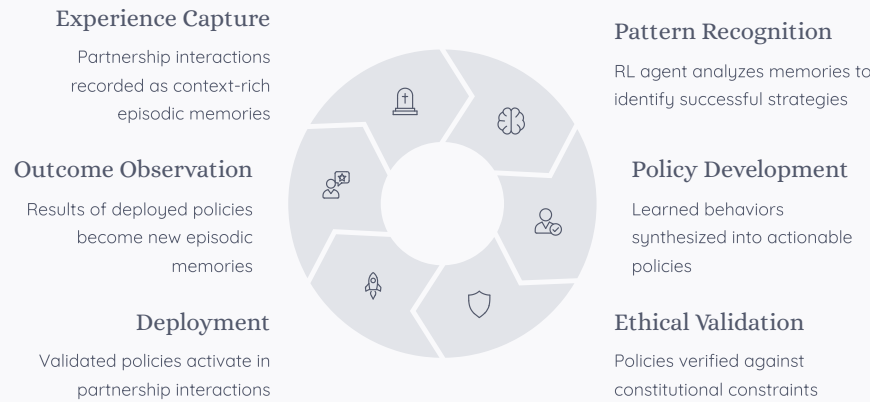 Experience Capture
Partnership interactions
recorded as context-rich
episodic memories
Pattern Recognition
RL agent analyzes memories to
identify successful strategies
Outcome Observation
Results of deployed policies
become new episodic
memories
Policy Development
Learned behaviors
synthesized into actionable
policies
Deployment
Validated policies activate in
partnership interactions
Ethical Validation
Policies verified against
constitutional constraints